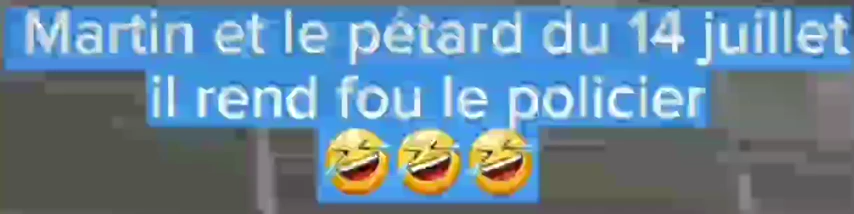 Martin et le pétard du 14 juillet
il rend fou le policier
🤣🤣🤣